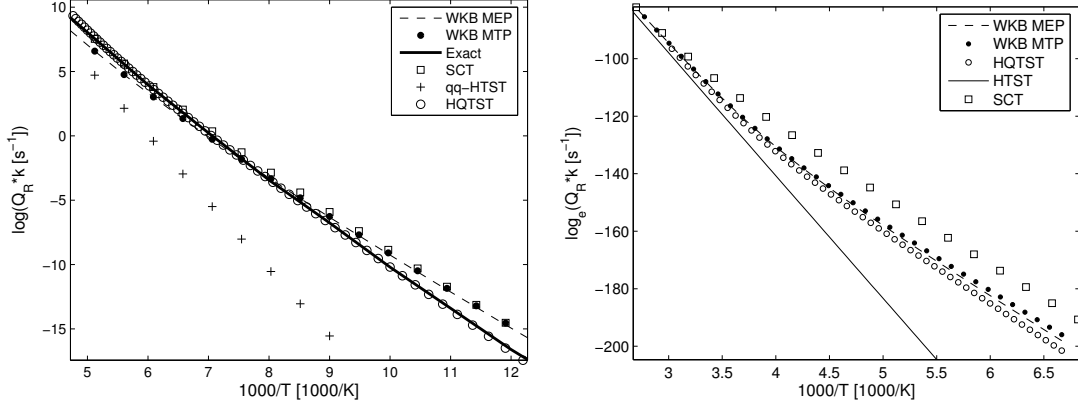 10
5
0
−5
−10
−15
5
6
7
8
9
10
11
12
1000/T [1000/K]
log(Q_R*k [s^{-1}])
WKB MEP
WKB MTP
Exact
SCT
qq−HTST
HQTST
−100
−120
−140
−160
−180
−200
3
3.5
4
4.5
5
5.5
6
6.5
1000/T [1000/K]
log_e(Q_R*k [s^{-1}])
WKB MEP
WKB MTP
HQTST
HTST
SCT